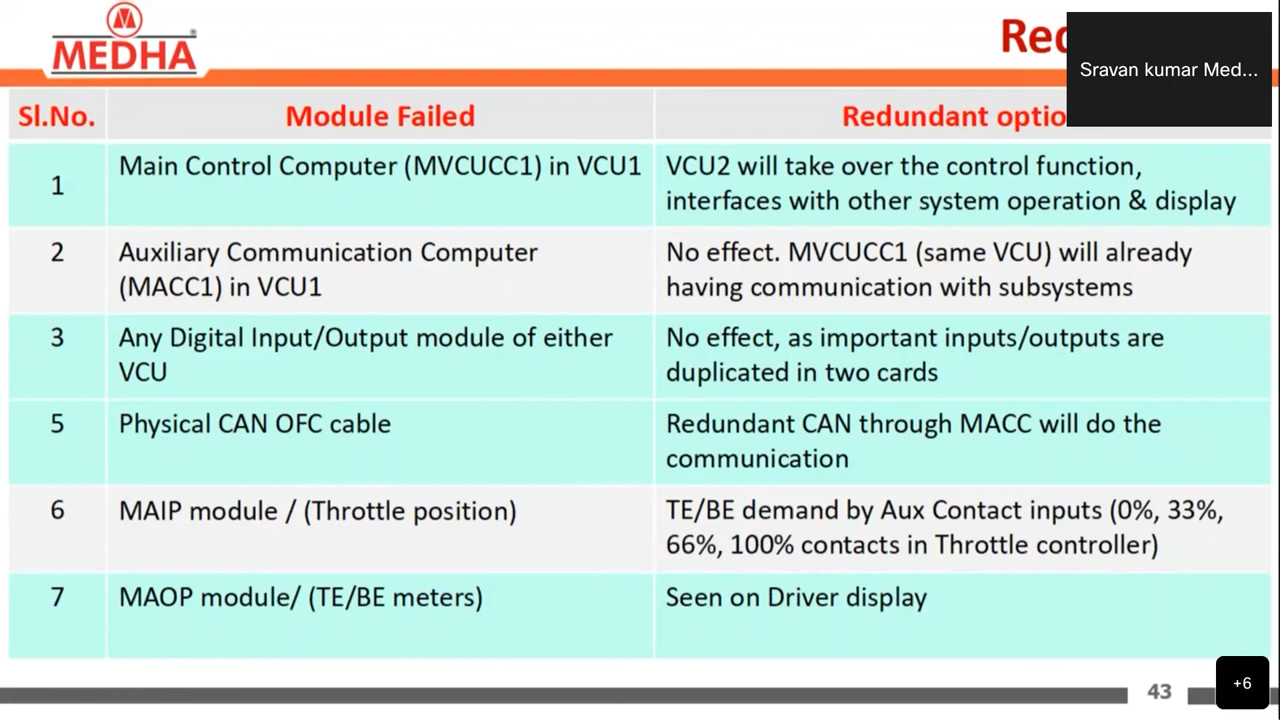 MEDHA
Sravan kumar Med...
Sl.No.
Module Failed
1
Main Control Computer (MVCUCC1) in VCU1
VCU2 will take over the control function,
interfaces with other system operation & display
2
Auxiliary Communication Computer
(MACC1) in VCU1
No effect. MVCUCC1 (same VCU) will already
having communication with subsystems
3
Any Digital Input/Output module of either
VCU
No effect, as important inputs/outputs are
duplicated in two cards
5
Physical CAN OFC cable
Redundant CAN through MACC will do the
communication
6
MAIP module / (Throttle position)
TE/BE demand by Aux Contact inputs (0%, 33%,
66%, 100% contacts in Throttle controller)
7
MAOP module/ (TE/BE meters)
Seen on Driver display
43
+6